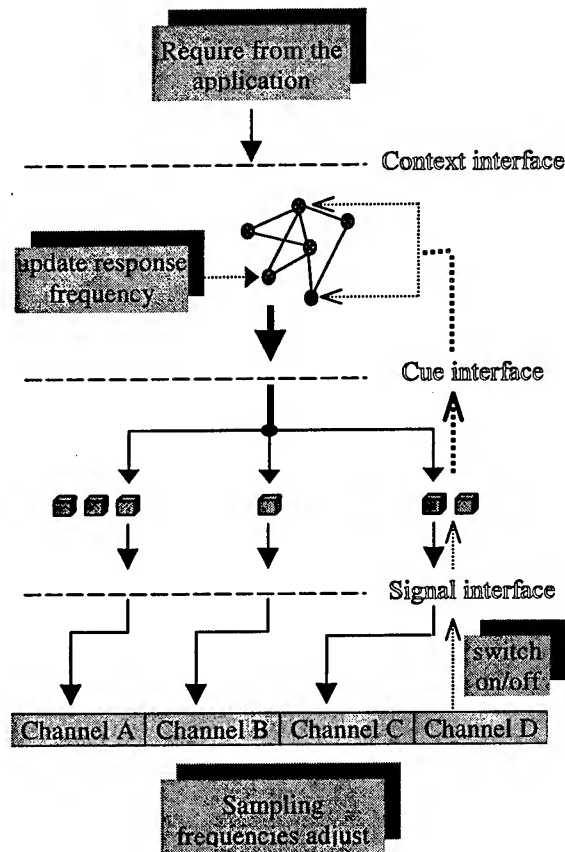 Require from the
application
Context interface
update response
frequency
Cue interface
Signal interface
switch
on/off
Channel A
Channel B
Channel C
Channel D
Sampling
frequencies adjust